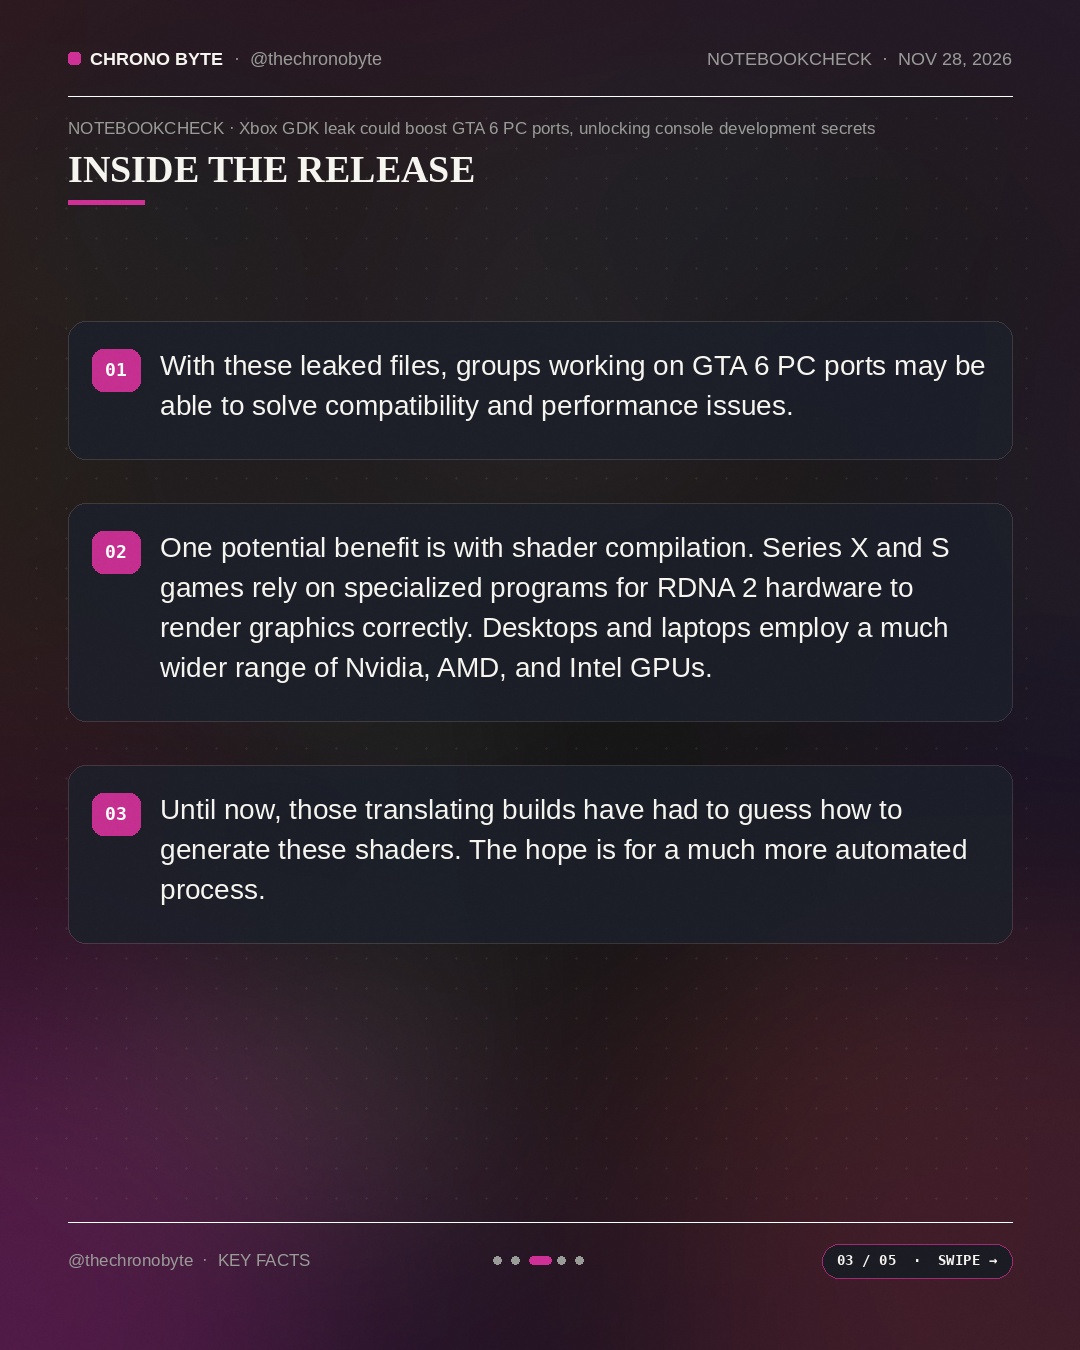 CHRONO BYTE · @thechronobyte
NOTEBOOKCHECK · NOV 28, 2026
NOTEBOOKCHECK · Xbox GDK leak could boost GTA 6 PC ports, unlocking console development secrets
INSIDE THE RELEASE
01
With these leaked files, groups working on GTA 6 PC ports may be
able to solve compatibility and performance issues.
02
One potential benefit is with shader compilation. Series X and S
games rely on specialized programs for RDNA 2 hardware to
render graphics correctly. Desktops and laptops employ a much
wider range of Nvidia, AMD, and Intel GPUs.
03
Until now, those translating builds have had to guess how to
generate these shaders. The hope is for a much more automated
process.
@thechronobyte · KEY FACTS
03 / 05 · SWIPE →